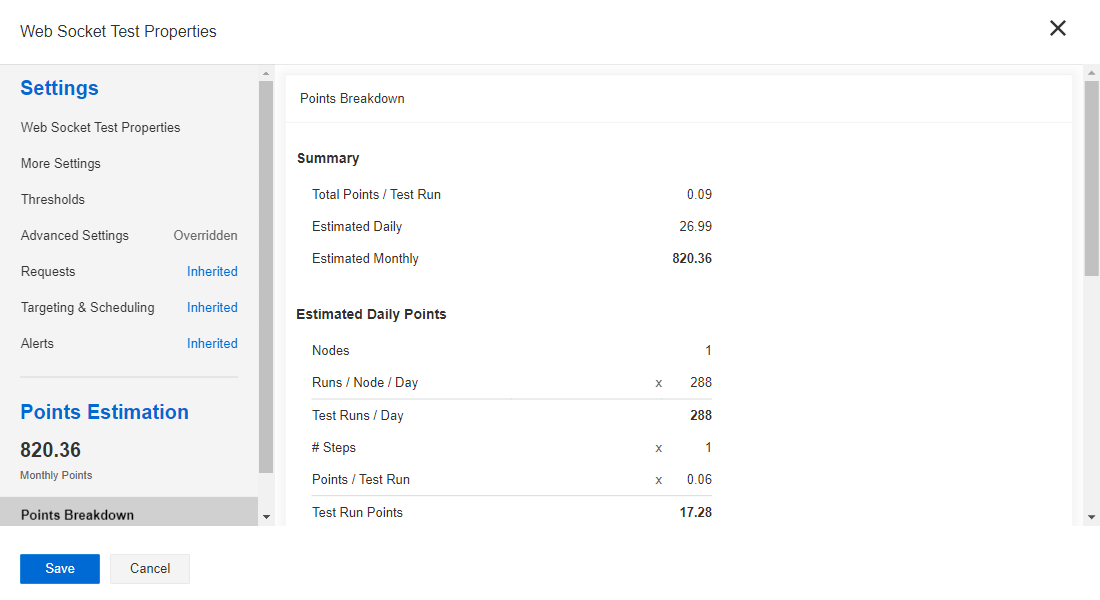 Web Socket Test Properties
Settings
Web Socket Test Properties
More Settings
Thresholds
Advanced Settings Overridden
Requests Inherited
Targeting & Scheduling Inherited
Alerts Inherited
Points Estimation
820.36
Monthly Points
Points Breakdown
Points Breakdown
Summary
Total Points / Test Run 0.09
Estimated Daily 26.99
Estimated Monthly 820.36
Estimated Daily Points
Nodes 1
Runs / Node / Day x 288
Test Runs / Day 288
# Steps x 1
Points / Test Run x 0.06
Test Run Points 17.28
Save Cancel